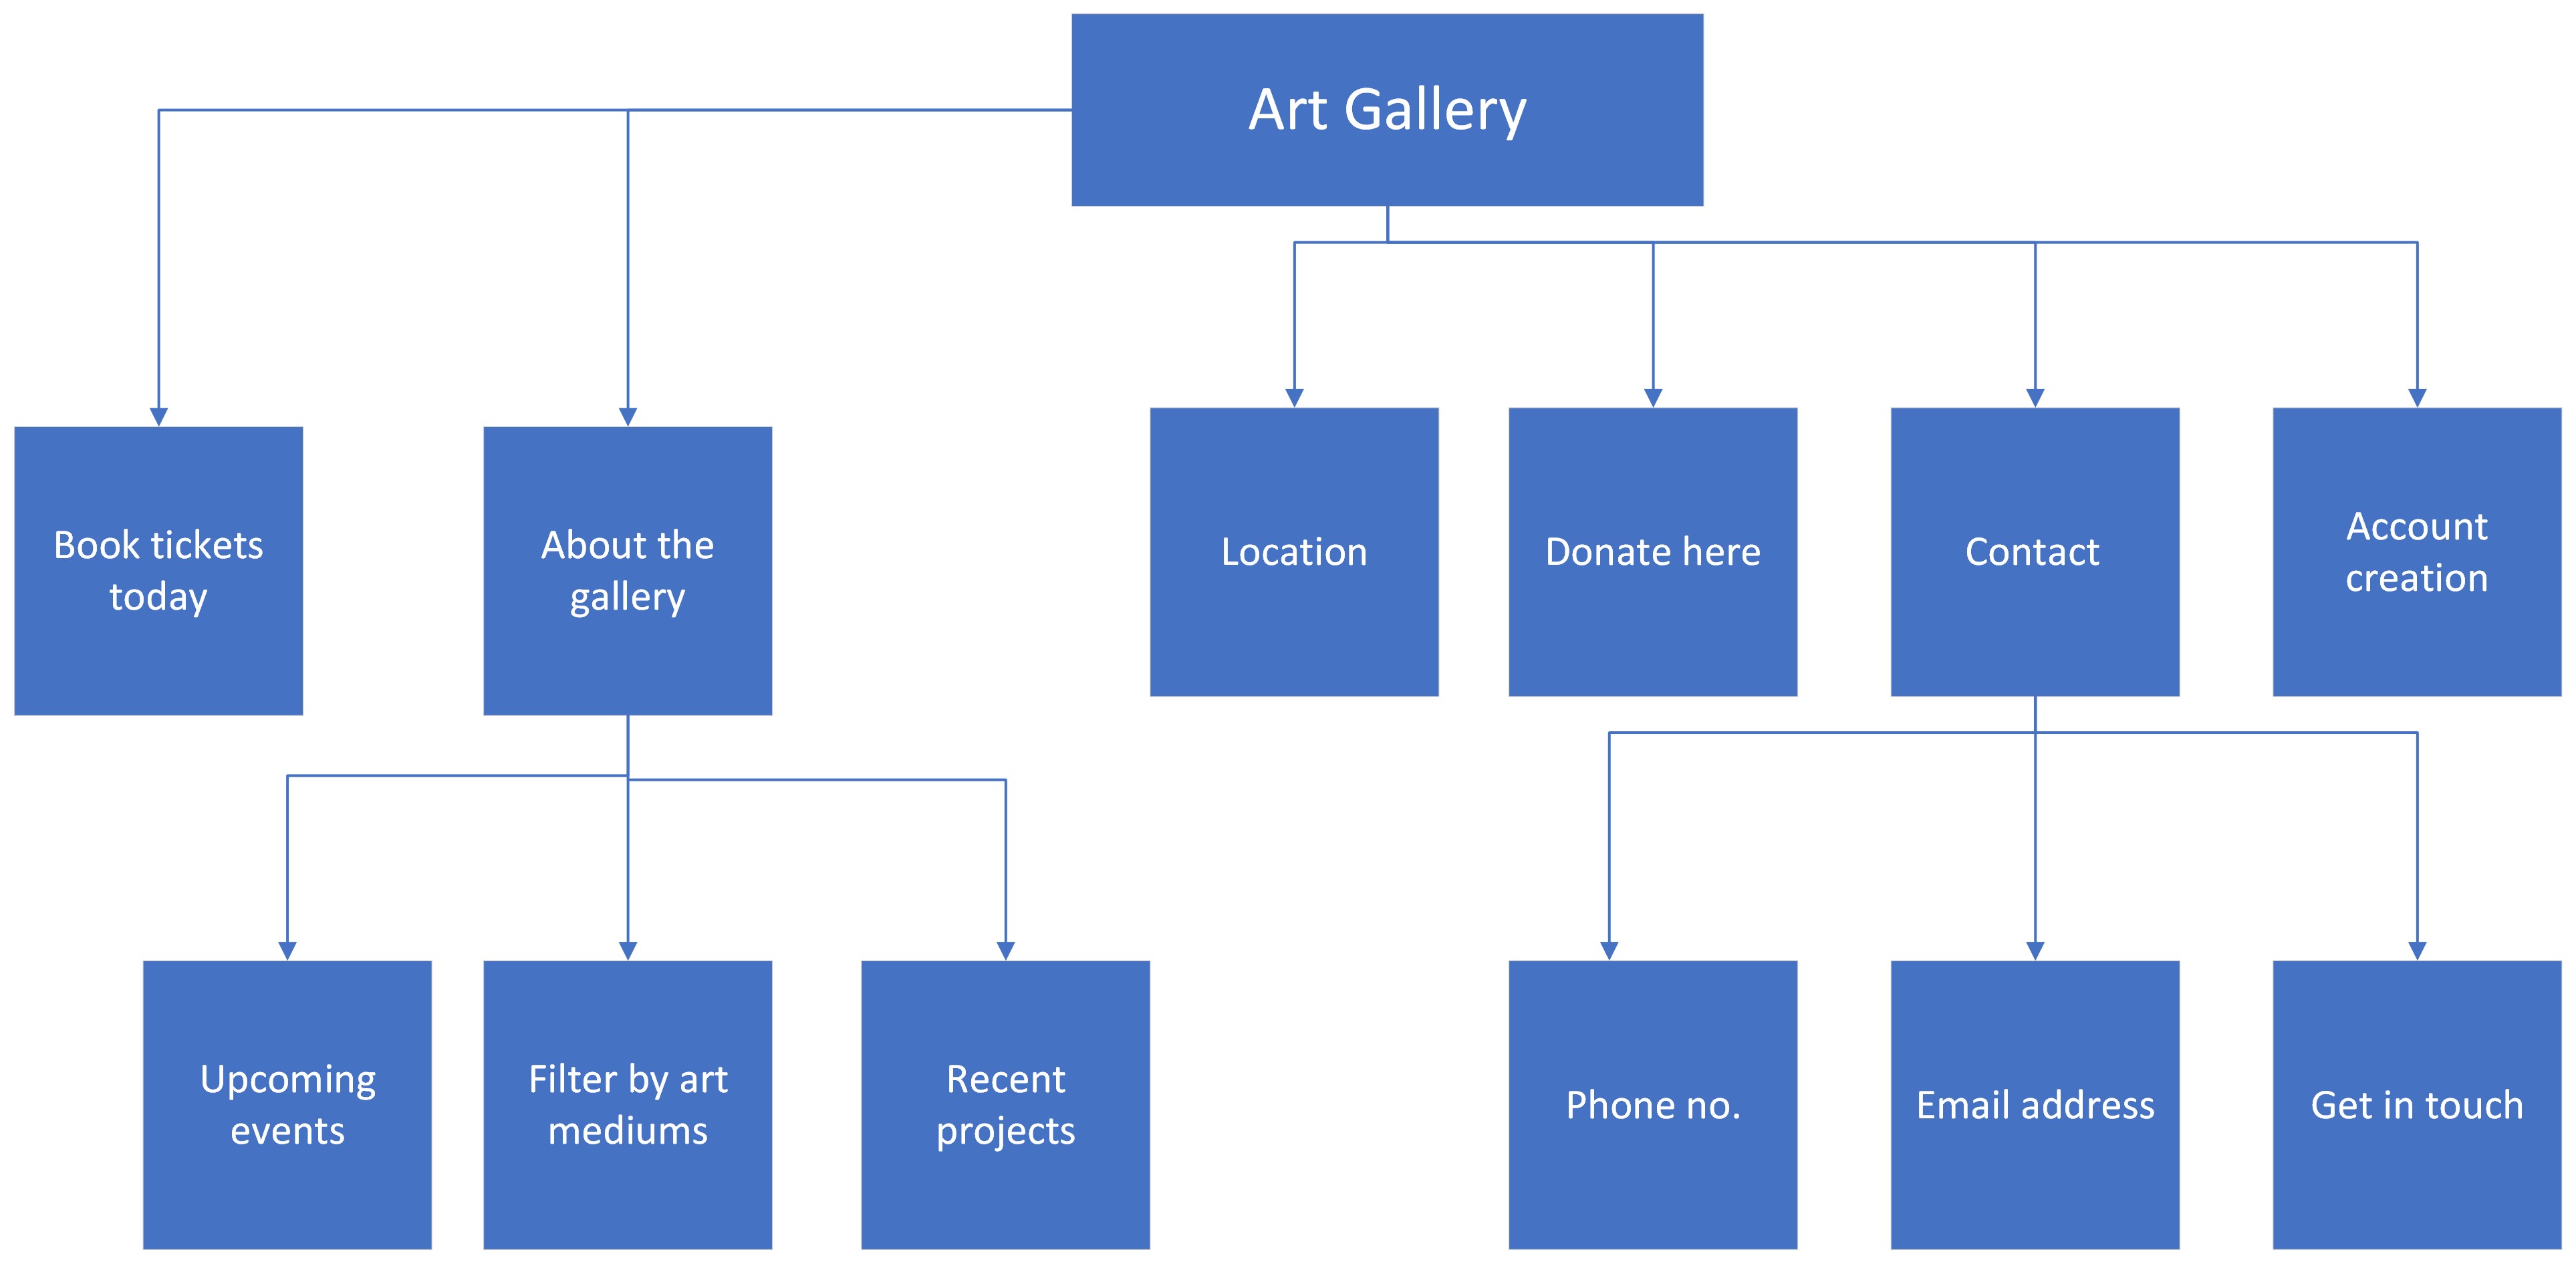 Art Gallery
Book tickets
today
About the
gallery
Location
Donate here
Contact
Account
creation
Upcoming
events
Filter by art
mediums
Recent
projects
Phone no.
Email address
Get in touch